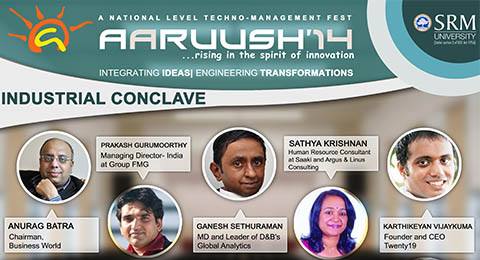 A NATIONAL LEVEL TECHNO-MANAGEMENT FEST
AARUUSH'14
...rising in the spirit of innovation
INTEGRATING IDEAS| ENGINEERING TRANSFORMATIONS
SRM
UNIVERSITY
INDUSTRIAL CONCLAVE
PRAKASH GURUMOORTHY
Managing Director- India
at Group FMG
SATHYA KRISHNAN
Human Resource Consultant
at Saaki and Argus & Linus
Consulting
ANURAG BATRA
Chairman,
Business World
GANESH SETHURAMAN
MD and Leader of D&B's
Global Analytics
KARTHIKEYAN VIJAYKUMA
Founder and CEO
Twenty19